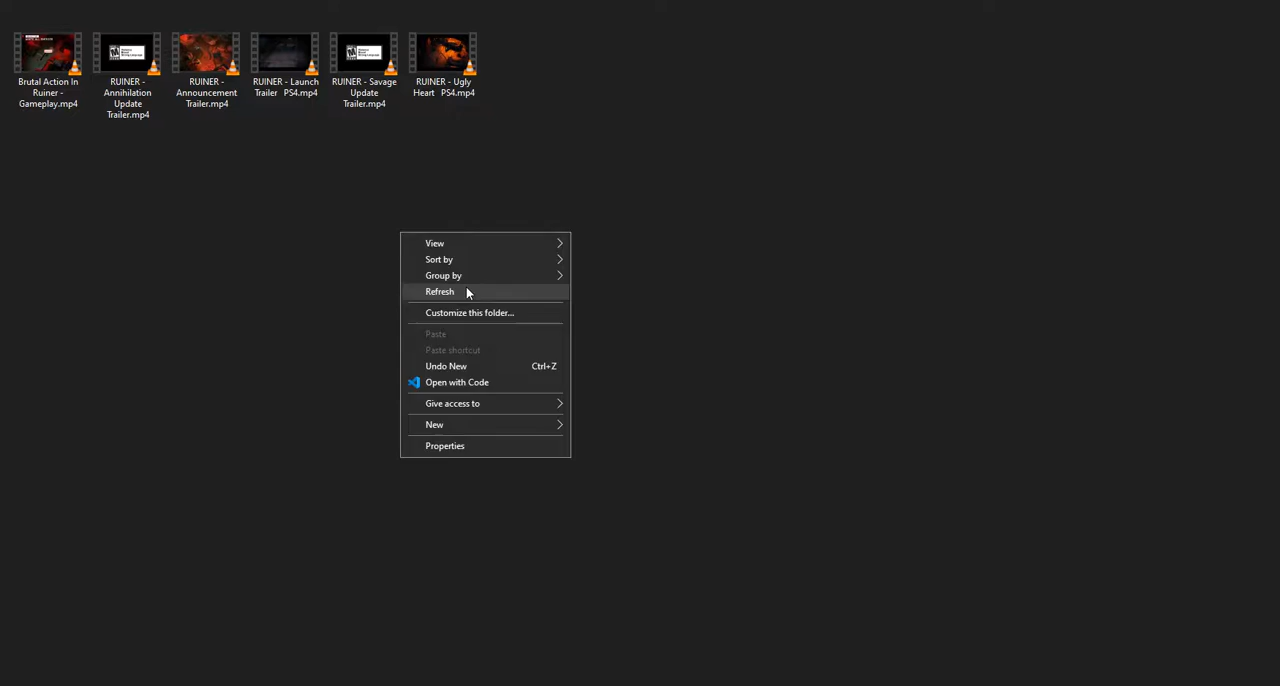 Brutal Action In
Ruiner -
Gameplay.mp4
RUINER -
Annihilation
Update
Trailer.mp4
RUINER -
Announcement
Trailer.mp4
RUINER - Launch
Trailer PS4.mp4
RUINER - Savage
Update
Trailer.mp4
RUINER - Ugly
Heart PS4.mp4
View
Sort by
Group by
Refresh
Customize this folder...
Paste
Paste shortcut
Undo New Ctrl+Z
Open with Code
Give access to
New
Properties